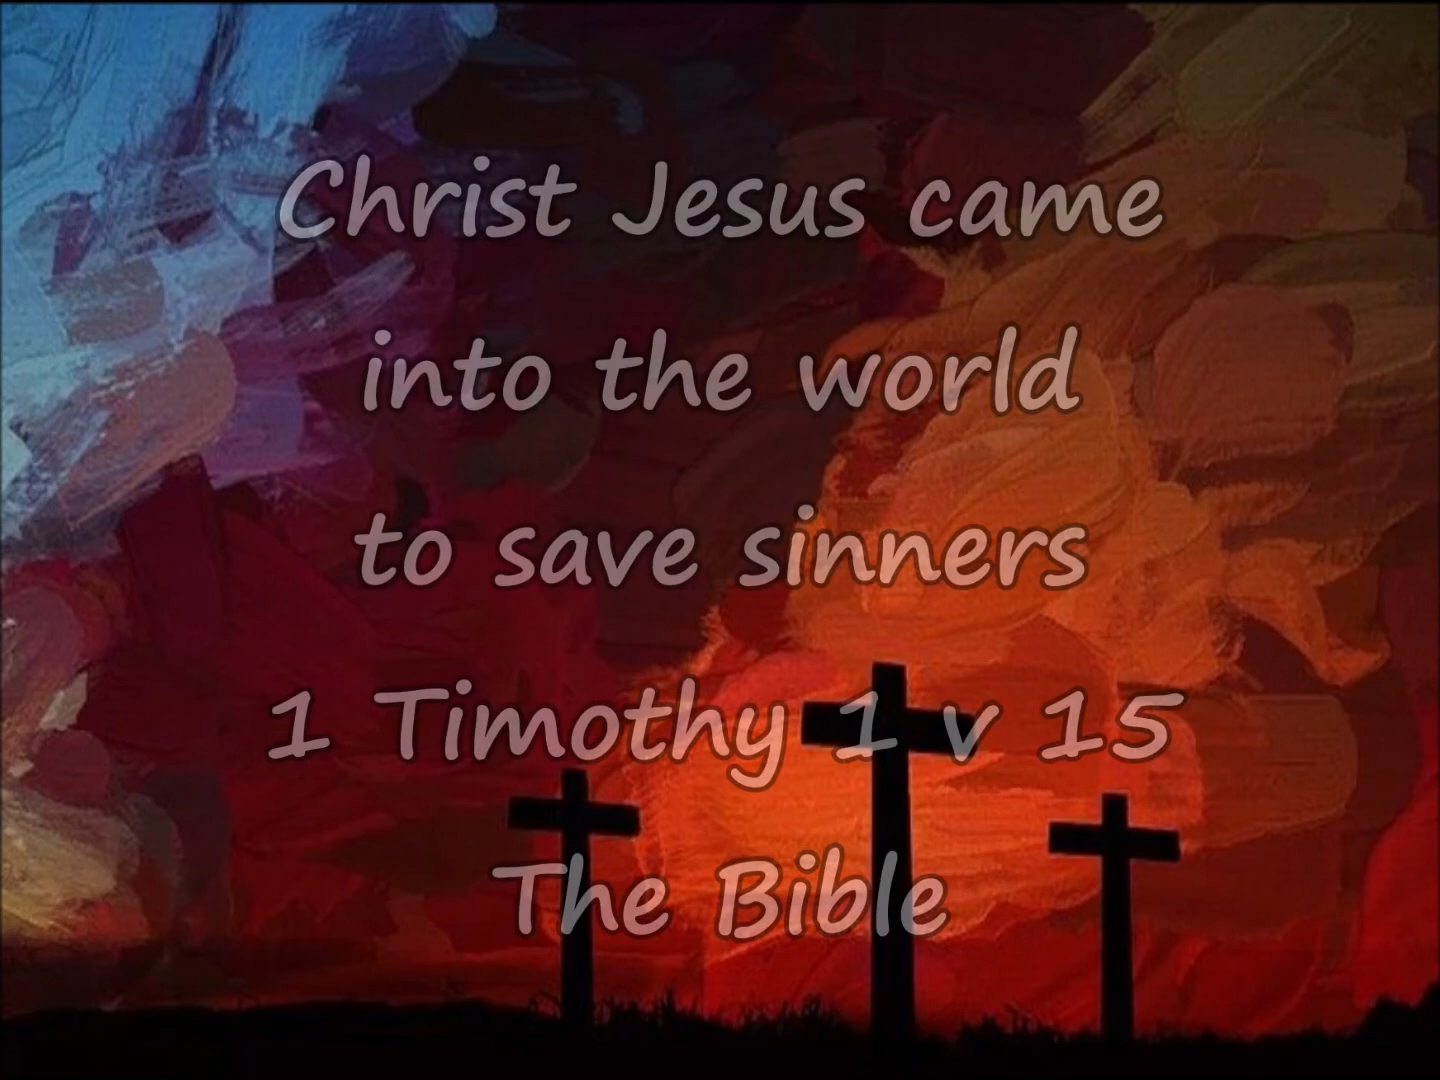 Christ Jesus came
into the world
to save sinners
1 Timothy 1 v 15
The Bible